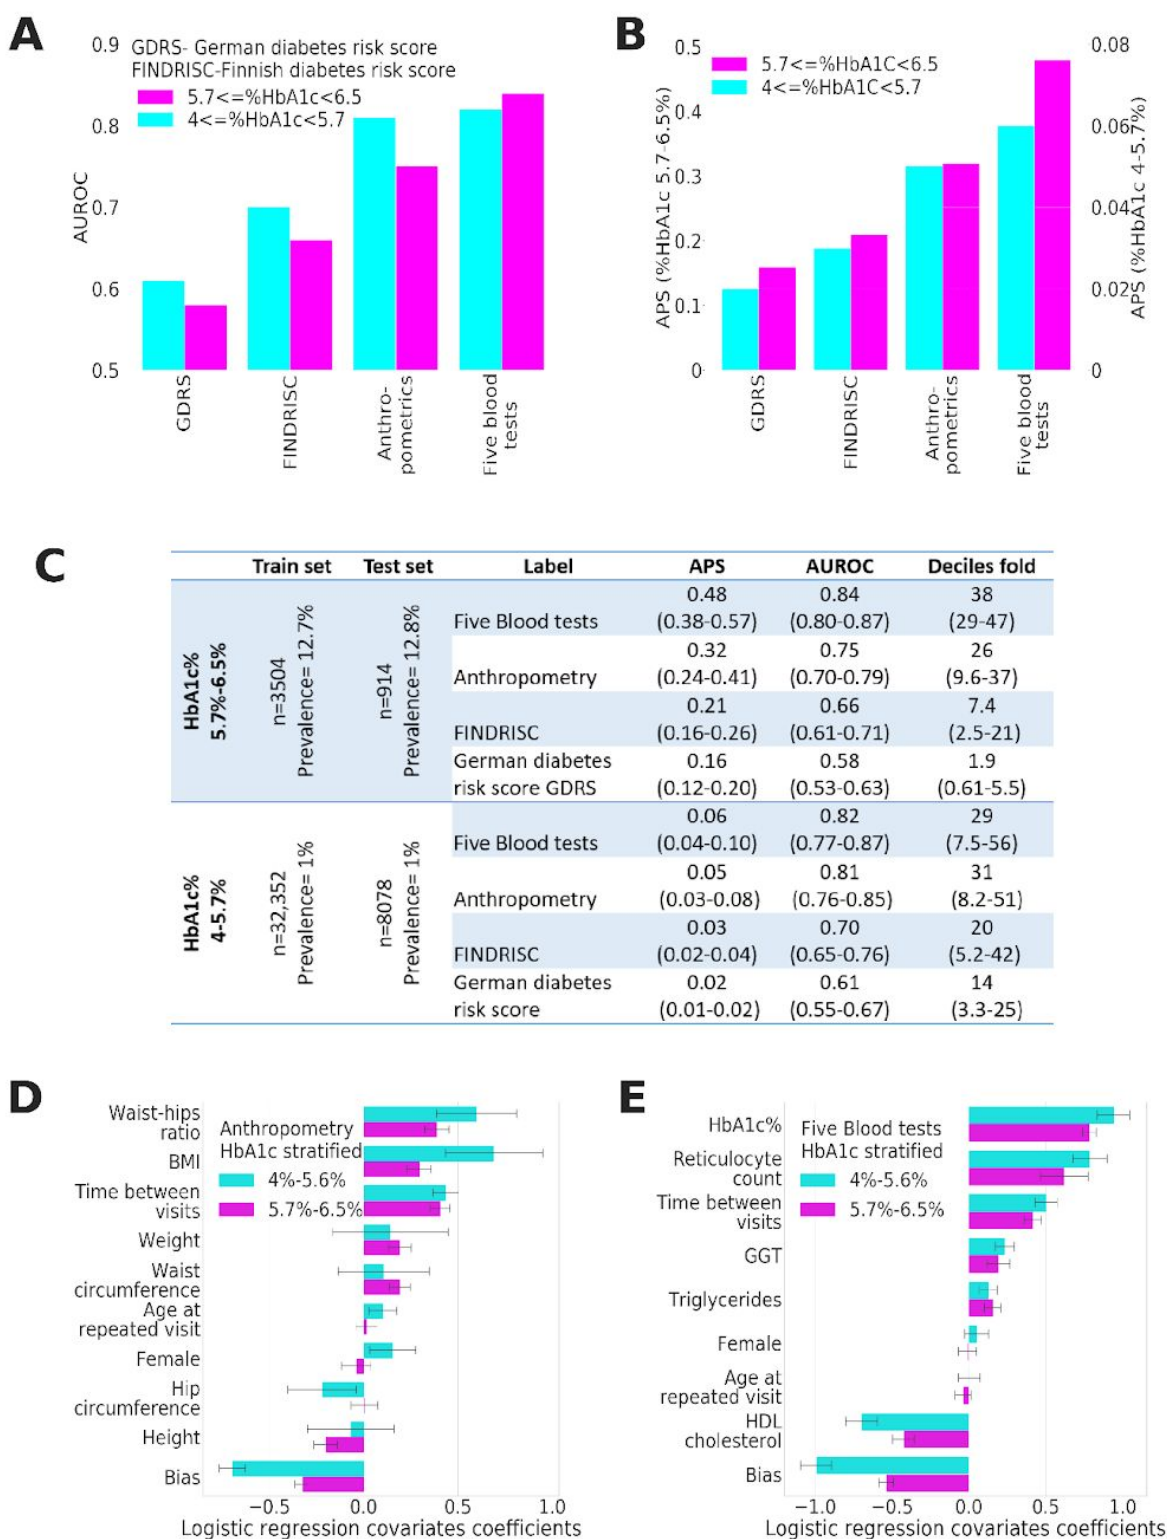 A
0.9
GDRS- German diabetes risk score
FINDRISC-Finnish diabetes risk score
5.7<=%HbA1c<6.5
4<=%HbA1c<5.7
0.8
0.7
0.6
0.5
AUROC
GDRS
FINDRISC
Anthro-
pometrics
Five blood
tests
B
0.5
0.4
0.3
0.2
0.1
0
APS (%HbA1c 5.7-6.5%)
5.7<=%HbA1C<6.5
4<=%HbA1C<5.7
0.08
0.06
0.04
0.02
0
APS (%HbA1c 4-5.7%)
GDRS
FINDRISC
Anthro-
pometrics
Five blood
tests
C
Train set Test set Label APS AUROC Deciles fold
HbA1c%
5.7%-6.5%
n=3504
Prevalence= 12.7%
n=914
Prevalence= 12.8%
0.48 0.84 38
Five Blood tests (0.38-0.57) (0.80-0.87) (29-47)
0.32 0.75 26
Anthropometry (0.24-0.41) (0.70-0.79) (9.6-37)
0.21 0.66 7.4
FINDRISC (0.16-0.26) (0.61-0.71) (2.5-21)
German diabetes 0.16 0.58 1.9
risk score GDRS (0.12-0.20) (0.53-0.63) (0.61-5.5)
HbA1c%
4-5.7%
n=32,352
Prevalence= 1%
n=8078
Prevalence= 1%
0.06 0.82 29
Five Blood tests (0.04-0.10) (0.77-0.87) (7.5-56)
0.05 0.81 31
Anthropometry (0.03-0.08) (0.76-0.85) (8.2-51)
0.03 0.70 20
FINDRISC (0.02-0.04) (0.65-0.76) (5.2-42)
German diabetes 0.02 0.61 14
risk score (0.01-0.02) (0.55-0.67) (3.3-25)
D
Waist-hips
ratio
BMI
Time between
visits
Weight
Waist
circumference
Age at
repeated visit
Female
Hip
circumference
Height
Bias
Anthropometry
HbA1c stratified
4%-5.6%
5.7%-6.5%
−0.5 0.0 0.5 1.0
Logistic regression covariates coefficients
E
HbA1c%
Reticulocyte
count
Time between
visits
GGT
Triglycerides
Female
Age at
repeated visit
HDL
cholesterol
Bias
Five Blood tests
HbA1c stratified
4%-5.6%
5.7%-6.5%
−1.0 −0.5 0.0 0.5 1.0
Logistic regression covariates coefficients